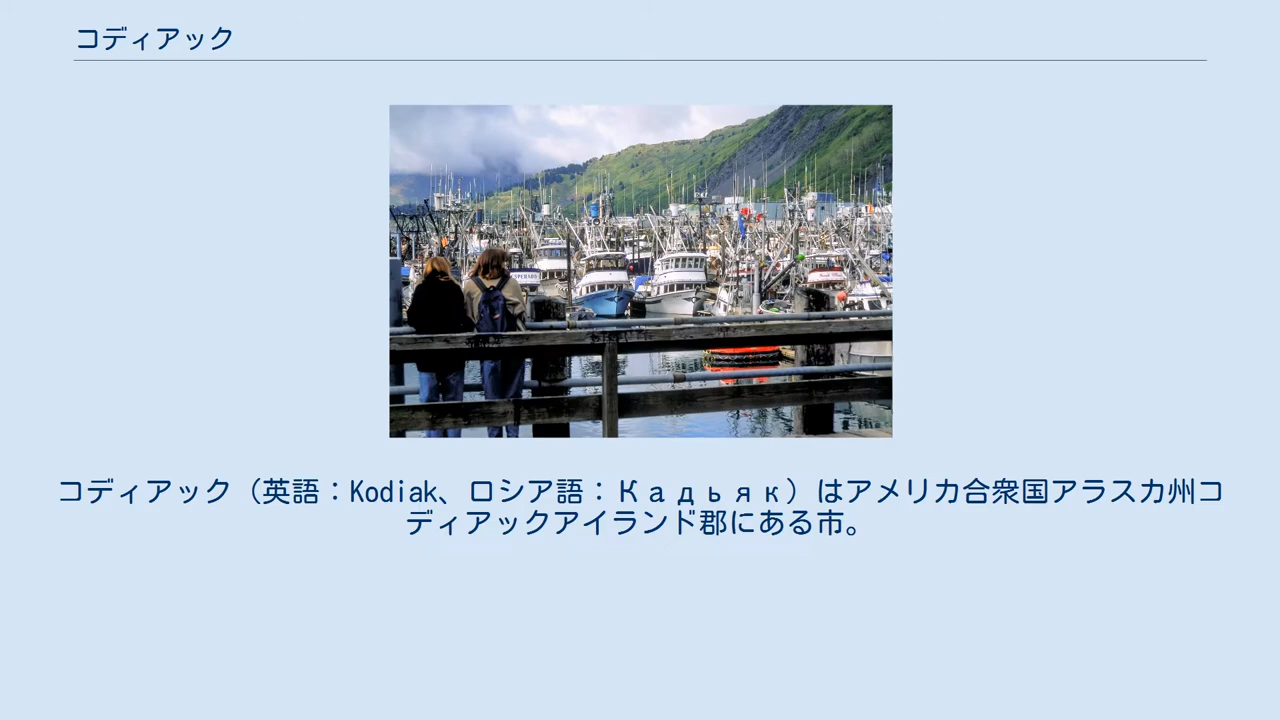 コディアック
コディアック（英語：Kodiak、ロシア語：Кадьяк）はアメリカ合衆国アラスカ州コ
ディアックアイランド郡にある市。